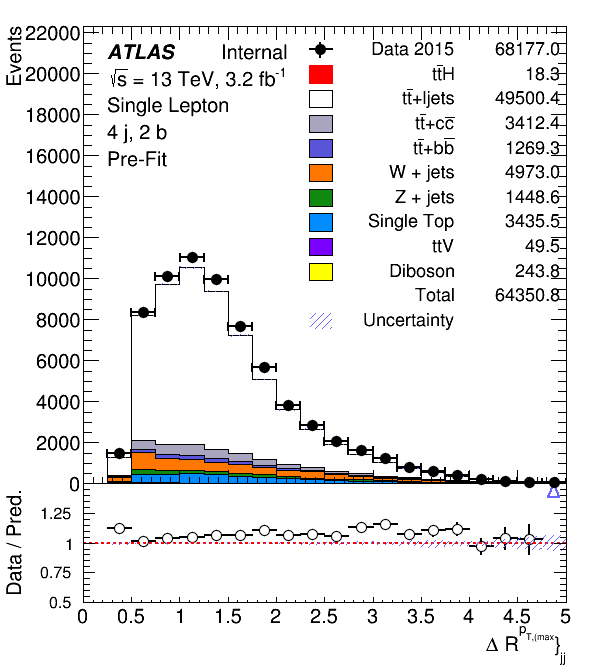 Events
22000
20000
18000
16000
14000
12000
10000
8000
6000
4000
2000
0
ATLAS Internal
√s = 13 TeV, 3.2 fb⁻¹
Single Lepton
4 j, 2 b
Pre-Fit
Data 2015 68177.0
tt̄H 18.3
tt̄+ljets 49500.4
tt̄+cc̄ 3412.4
tt̄+bb̄ 1269.3
W + jets 4973.0
Z + jets 1448.6
Single Top 3435.5
ttV 49.5
Diboson 243.8
Total 64350.8
Uncertainty
Data / Pred.
1.25
1
0.75
0.5
0 0.5 1 1.5 2 2.5 3 3.5 4 4.5 5
Δ R^{p_{T,(max}}_{jj}